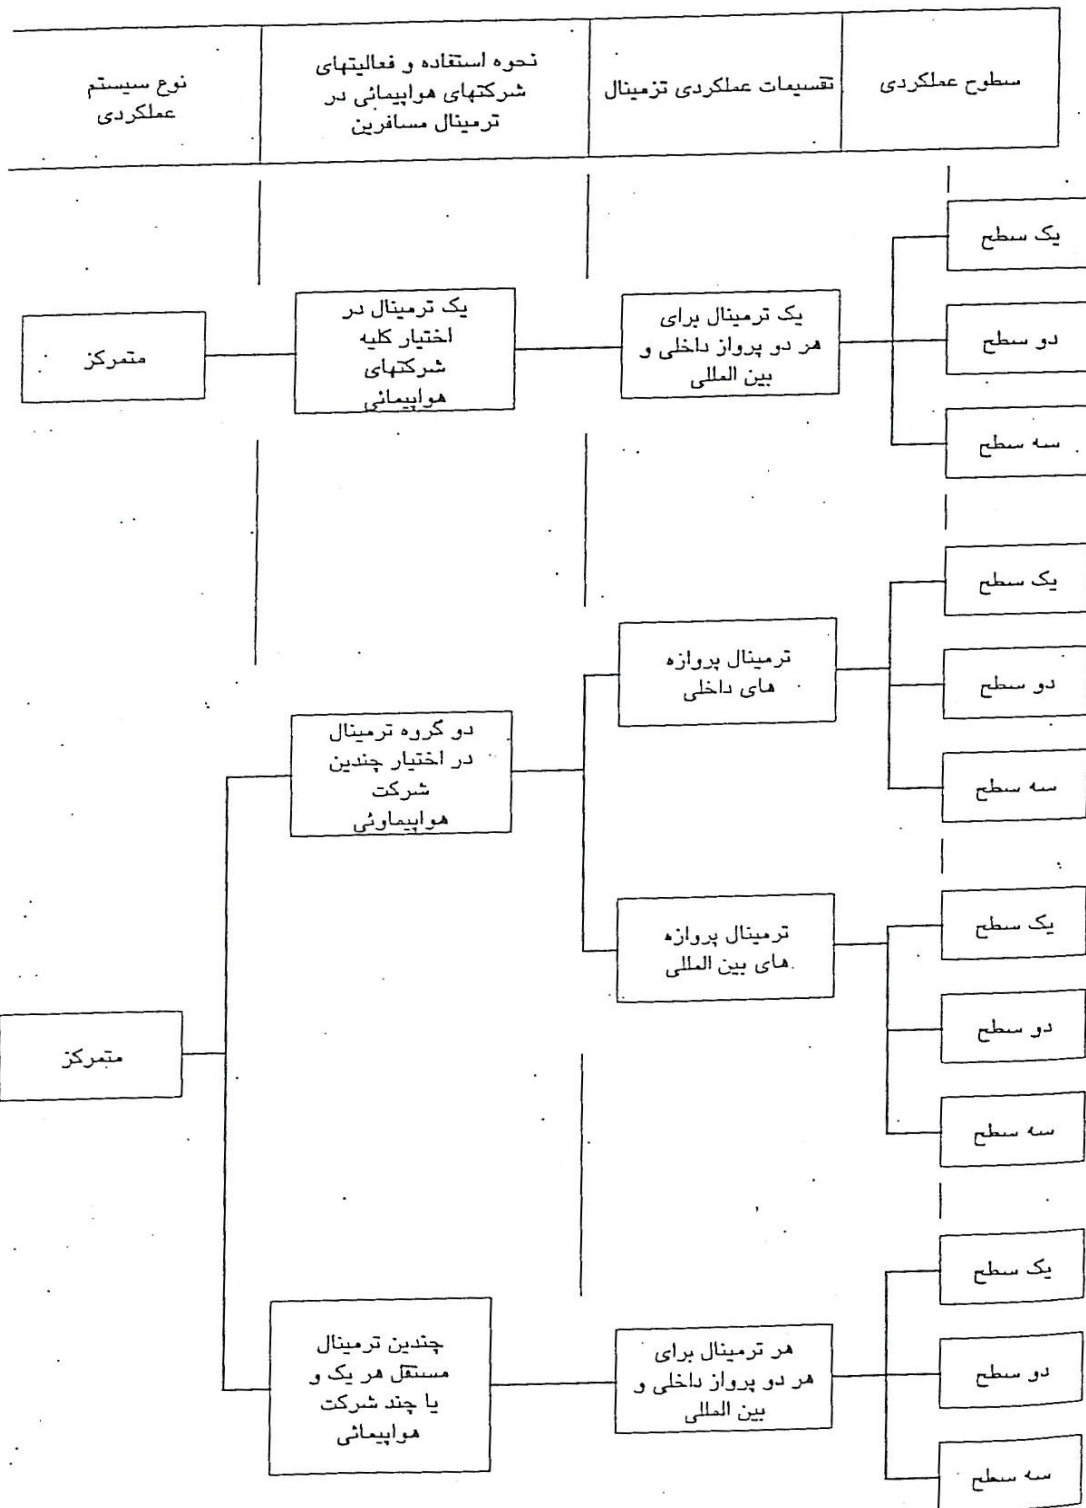 سطوح عملکردی
تقسیمات عملکردی تزمینال
نحوه استفاده و فعالیتهای
شرکتهای هواپیمائی در
ترمینال مسافرین
نوع سیستم
عملکردی
یک سطح
دو سطح
سه سطح
یک ترمینال برای
هر دو پرواز داخلی و
بین المللی
یک ترمینال در
اختیار کلیه
شرکتهای
هواپیمائی
متمرکز
یک سطح
دو سطح
سه سطح
ترمینال پروازه
های داخلی
دو گروه ترمینال
در اختیار چندین
شرکت
هواپیماوئی
یک سطح
دو سطح
سه سطح
ترمینال پروازه
های بین المللی
متمرکز
یک سطح
دو سطح
سه سطح
هر ترمینال برای
هر دو پرواز داخلی و
بین المللی
چندین ترمینال
مستقل هر یک و
یا چند شرکت
هواپیمائی